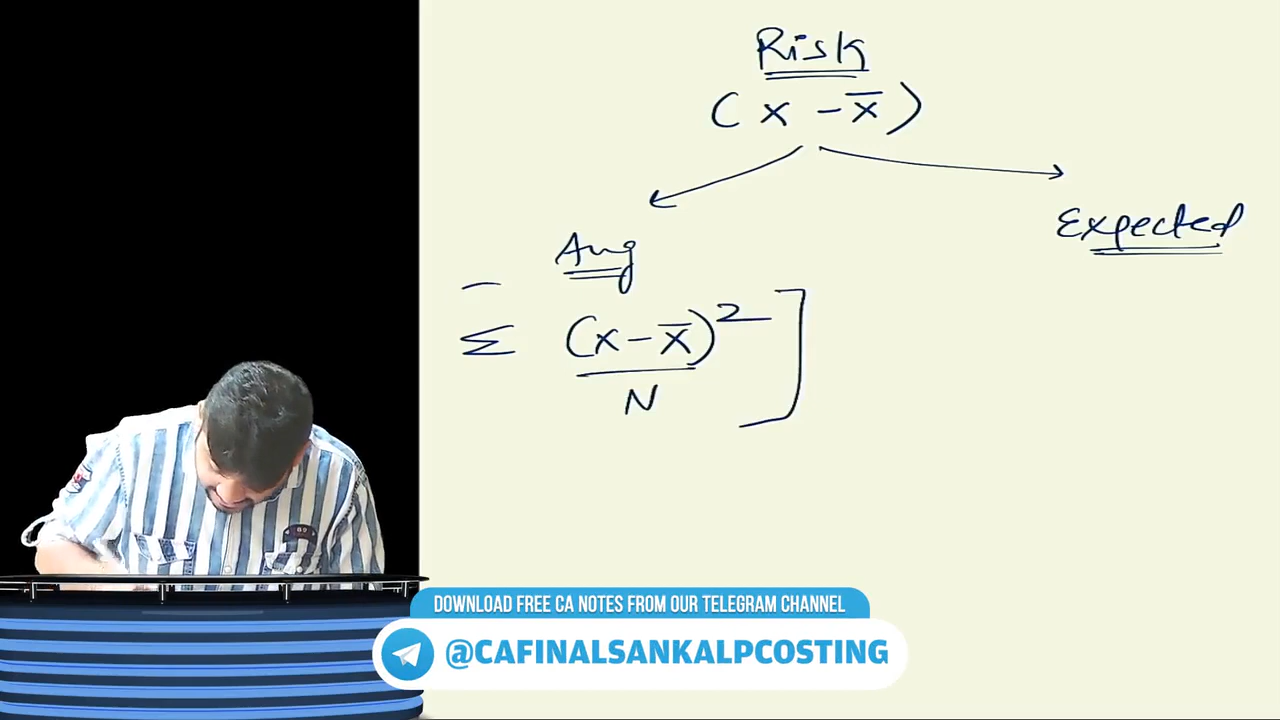 Risk
(x - x̅)
Avg
Expected
Σ (x - x̅)²
N
DOWNLOAD FREE CA NOTES FROM OUR TELEGRAM CHANNEL
@CAFINALSANKALPCOSTING